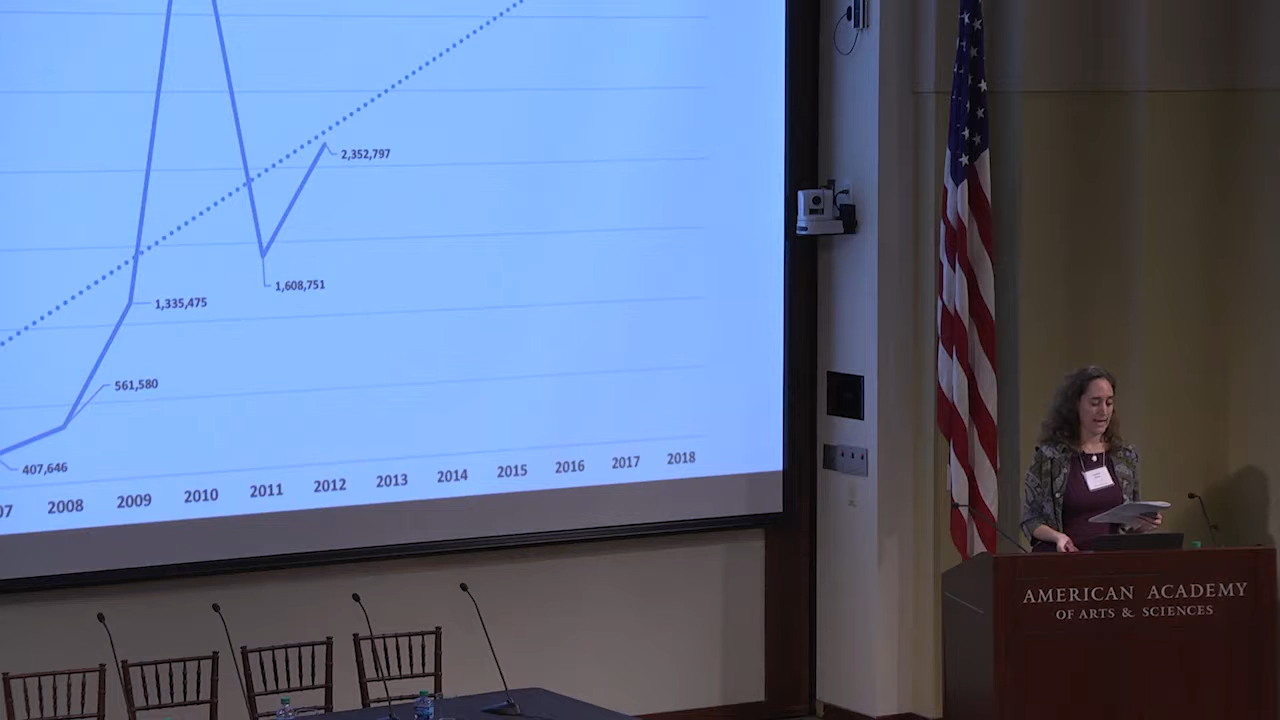 2,352,797
1,608,751
1,335,475
561,580
407,646
07 2008 2009 2010 2011 2012 2013 2014 2015 2016 2017 2018
AMERICAN ACADEMY
OF ARTS & SCIENCES